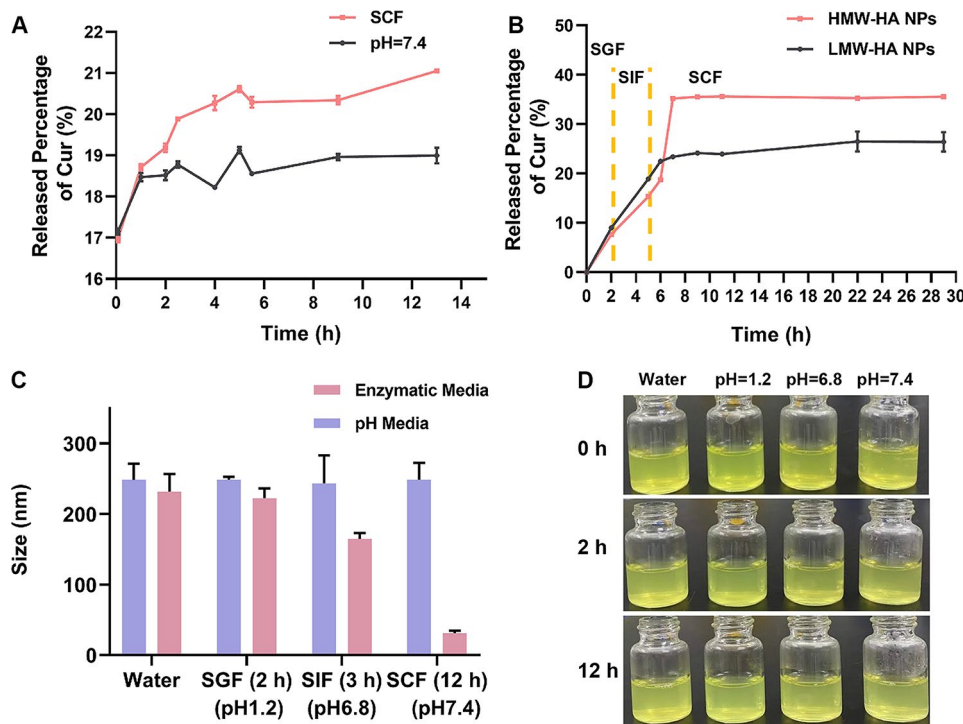 A
SCF
pH=7.4
Released Percentage
of Cur (%)
22
21
20
19
18
17
16
0 2 4 6 8 10 12 14
Time (h)
B
HMW-HA NPs
LMW-HA NPs
SGF
SIF
SCF
Released Percentage
of Cur (%)
50
40
30
20
10
0
0 2 4 6 8 10 12 14 22 24 26 28 30
Time (h)
C
Enzymatic Media
pH Media
Size (nm)
300
200
100
0
Water SGF (2 h) SIF (3 h) SCF (12 h)
(pH1.2) (pH6.8) (pH7.4)
D
Water pH=1.2 pH=6.8 pH=7.4
0 h
2 h
12 h